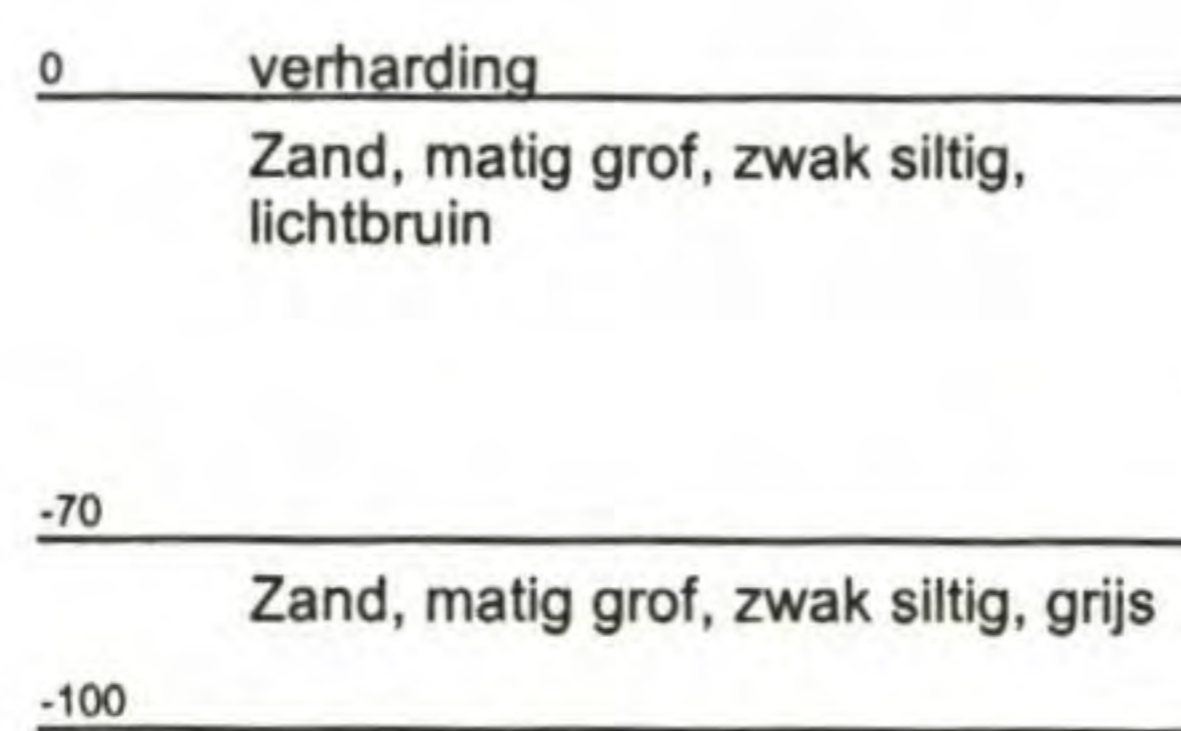 0 verharding
Zand, matig grof, zwak siltig,
lichtbruin
-70
Zand, matig grof, zwak siltig, grijs
-100